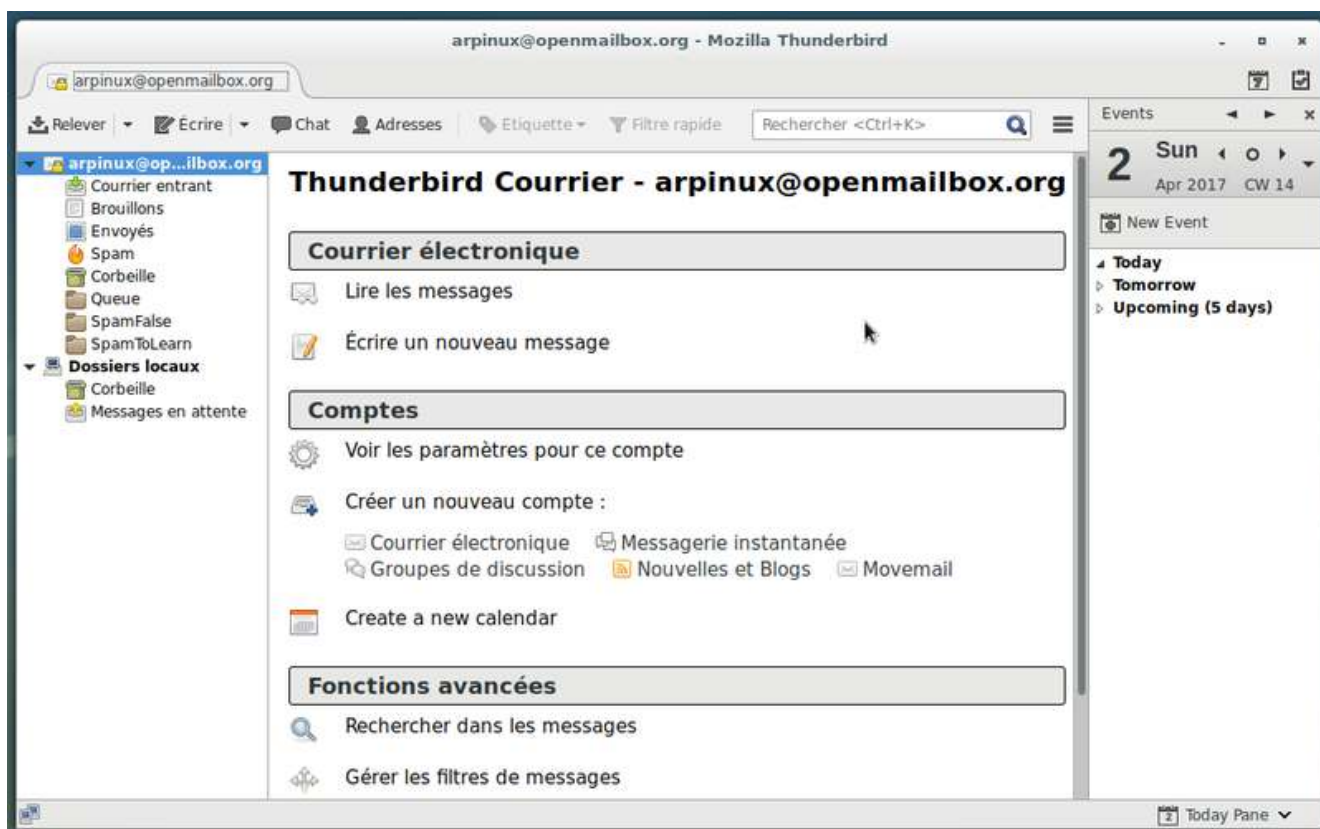 arpinux@openmailbox.org - Mozilla Thunderbird
arpinux@openmailbox.org
Relever Écrire Chat Adresses Etiquette Filtre rapide Rechercher <Ctrl+K>
arpinux@op...ilbox.org
Courrier entrant
Brouillons
Envoyés
Spam
Corbeille
Queue
SpamFalse
SpamToLearn
Dossiers locaux
Corbeille
Messages en attente
Thunderbird Courrier - arpinux@openmailbox.org
Courrier électronique
Lire les messages
Écrire un nouveau message
Comptes
Voir les paramètres pour ce compte
Créer un nouveau compte :
Courrier électronique Messagerie instantanée
Groupes de discussion Nouvelles et Blogs Movemail
Create a new calendar
Fonctions avancées
Rechercher dans les messages
Gérer les filtres de messages
Events
2 Sun
Apr 2017 CW 14
New Event
Today
Tomorrow
Upcoming (5 days)
2 Today Pane